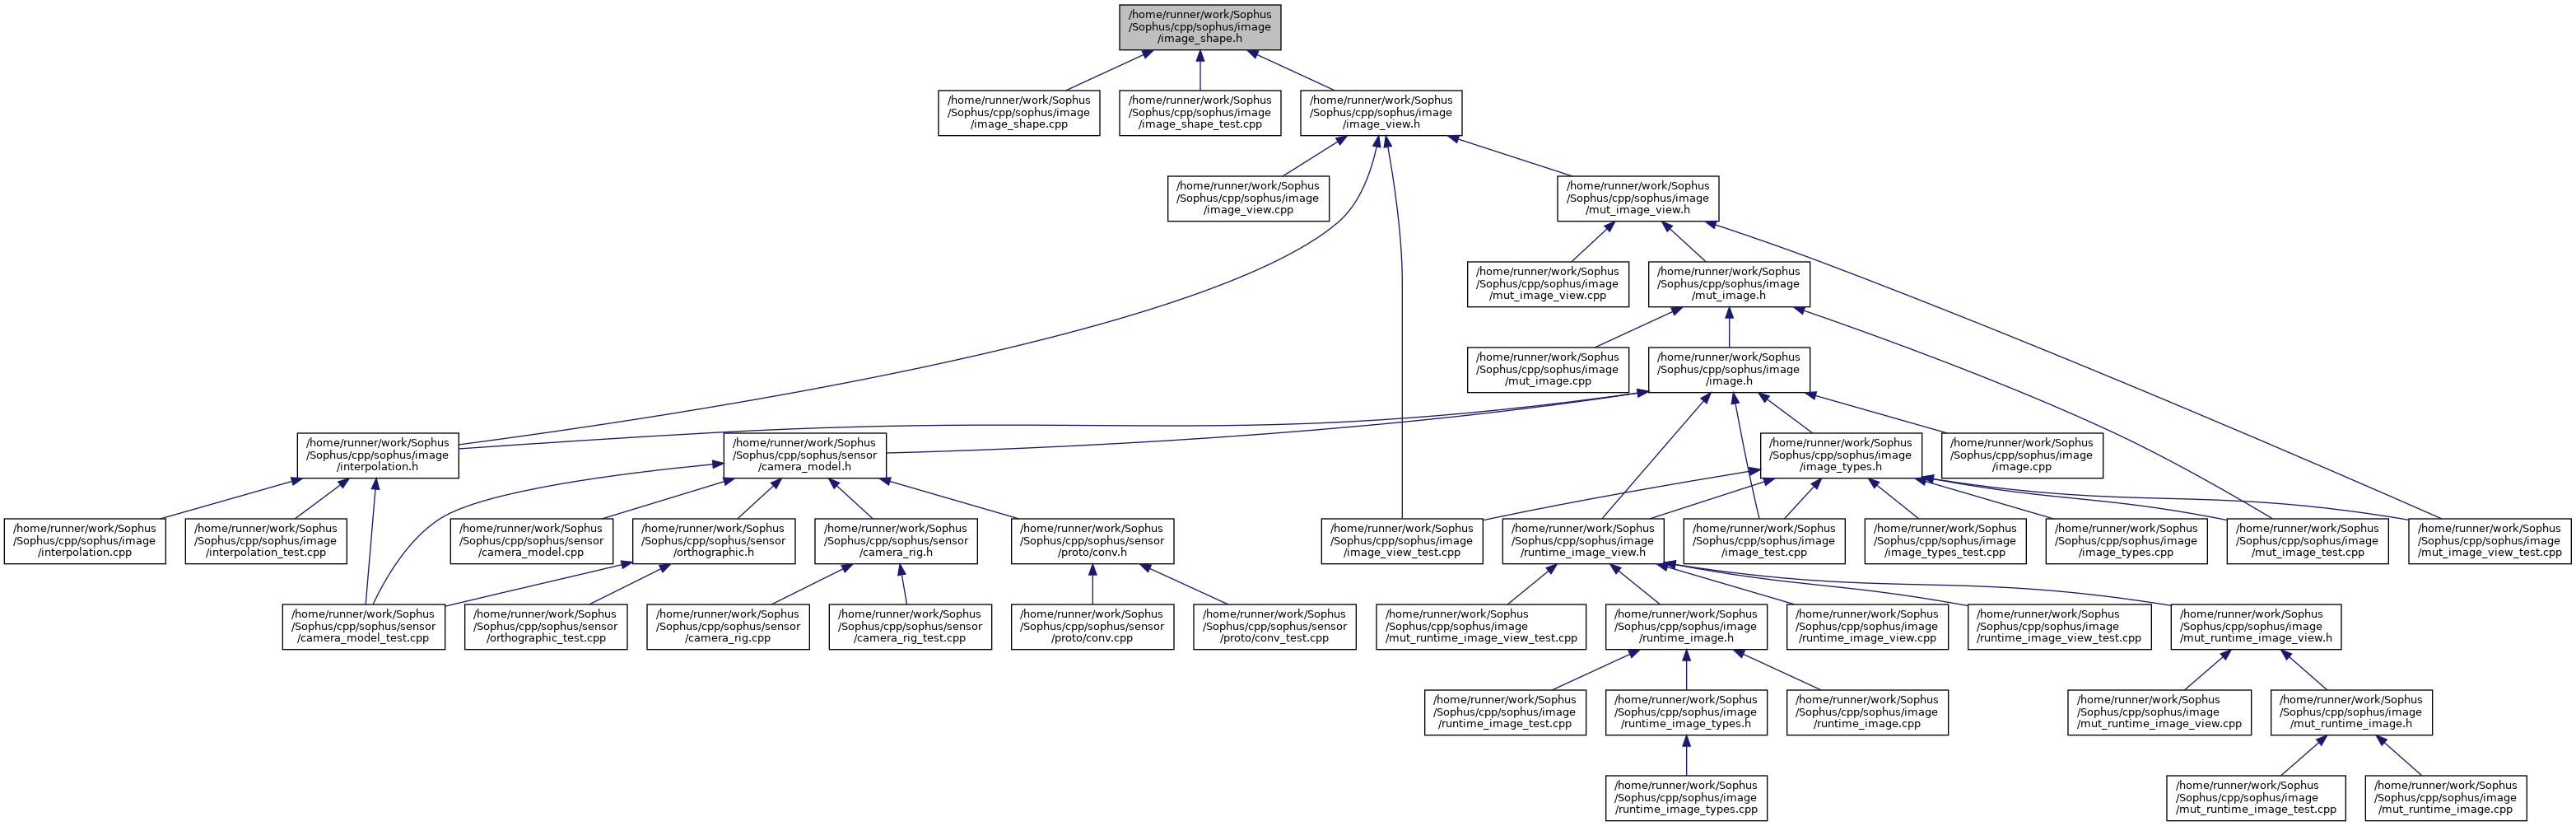 /home/runner/work/Sophus
/Sophus/cpp/sophus/image
/image_shape.h
/home/runner/work/Sophus
/Sophus/cpp/sophus/image
/image_shape.cpp
/home/runner/work/Sophus
/Sophus/cpp/sophus/image
/image_shape_test.cpp
/home/runner/work/Sophus
/Sophus/cpp/sophus/image
/image_view.h
/home/runner/work/Sophus
/Sophus/cpp/sophus/image
/image_view.cpp
/home/runner/work/Sophus
/Sophus/cpp/sophus/image
/mut_image_view.h
/home/runner/work/Sophus
/Sophus/cpp/sophus/image
/mut_image_view.cpp
/home/runner/work/Sophus
/Sophus/cpp/sophus/image
/mut_image.h
/home/runner/work/Sophus
/Sophus/cpp/sophus/image
/mut_image.cpp
/home/runner/work/Sophus
/Sophus/cpp/sophus/image
/image.h
/home/runner/work/Sophus
/Sophus/cpp/sophus/image
/interpolation.h
/home/runner/work/Sophus
/Sophus/cpp/sophus/sensor
/camera_model.h
/home/runner/work/Sophus
/Sophus/cpp/sophus/image
/image_types.h
/home/runner/work/Sophus
/Sophus/cpp/sophus/image
/image.cpp
/home/runner/work/Sophus
/Sophus/cpp/sophus/image
/interpolation.cpp
/home/runner/work/Sophus
/Sophus/cpp/sophus/image
/interpolation_test.cpp
/home/runner/work/Sophus
/Sophus/cpp/sophus/sensor
/camera_model.cpp
/home/runner/work/Sophus
/Sophus/cpp/sophus/sensor
/orthographic.h
/home/runner/work/Sophus
/Sophus/cpp/sophus/sensor
/camera_rig.h
/home/runner/work/Sophus
/Sophus/cpp/sophus/sensor
/proto/conv.h
/home/runner/work/Sophus
/Sophus/cpp/sophus/image
/image_view_test.cpp
/home/runner/work/Sophus
/Sophus/cpp/sophus/image
/runtime_image_view.h
/home/runner/work/Sophus
/Sophus/cpp/sophus/image
/image_test.cpp
/home/runner/work/Sophus
/Sophus/cpp/sophus/image
/image_types_test.cpp
/home/runner/work/Sophus
/Sophus/cpp/sophus/image
/image_types.cpp
/home/runner/work/Sophus
/Sophus/cpp/sophus/image
/mut_image_test.cpp
/home/runner/work/Sophus
/Sophus/cpp/sophus/image
/mut_image_view_test.cpp
/home/runner/work/Sophus
/Sophus/cpp/sophus/sensor
/camera_model_test.cpp
/home/runner/work/Sophus
/Sophus/cpp/sophus/sensor
/orthographic_test.cpp
/home/runner/work/Sophus
/Sophus/cpp/sophus/sensor
/camera_rig.cpp
/home/runner/work/Sophus
/Sophus/cpp/sophus/sensor
/camera_rig_test.cpp
/home/runner/work/Sophus
/Sophus/cpp/sophus/sensor
/proto/conv.cpp
/home/runner/work/Sophus
/Sophus/cpp/sophus/sensor
/proto/conv_test.cpp
/home/runner/work/Sophus
/Sophus/cpp/sophus/image
/mut_runtime_image_view_test.cpp
/home/runner/work/Sophus
/Sophus/cpp/sophus/image
/runtime_image.h
/home/runner/work/Sophus
/Sophus/cpp/sophus/image
/runtime_image_view.cpp
/home/runner/work/Sophus
/Sophus/cpp/sophus/image
/runtime_image_view_test.cpp
/home/runner/work/Sophus
/Sophus/cpp/sophus/image
/mut_runtime_image_view.h
/home/runner/work/Sophus
/Sophus/cpp/sophus/image
/runtime_image_test.cpp
/home/runner/work/Sophus
/Sophus/cpp/sophus/image
/runtime_image_types.h
/home/runner/work/Sophus
/Sophus/cpp/sophus/image
/runtime_image.cpp
/home/runner/work/Sophus
/Sophus/cpp/sophus/image
/mut_runtime_image_view.cpp
/home/runner/work/Sophus
/Sophus/cpp/sophus/image
/mut_runtime_image.h
/home/runner/work/Sophus
/Sophus/cpp/sophus/image
/runtime_image_types.cpp
/home/runner/work/Sophus
/Sophus/cpp/sophus/image
/mut_runtime_image_test.cpp
/home/runner/work/Sophus
/Sophus/cpp/sophus/image
/mut_runtime_image.cpp